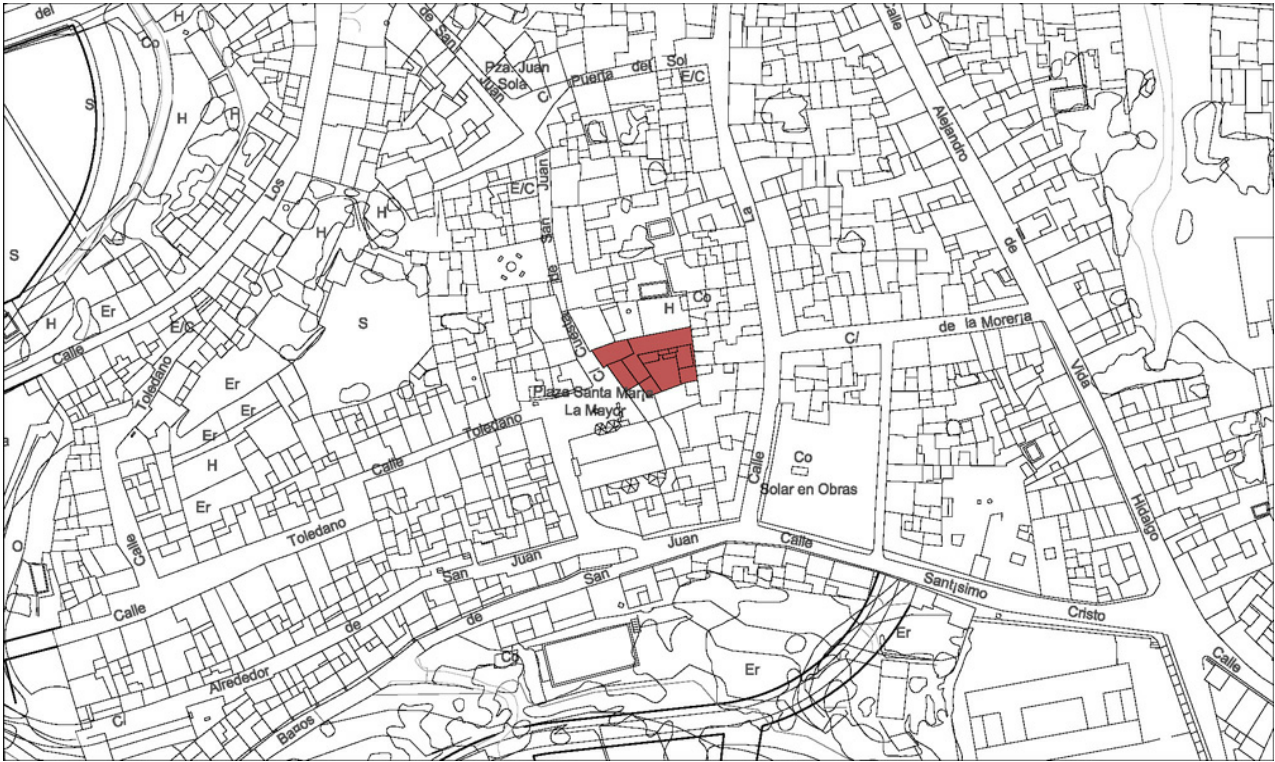 del
Co
S
H
H
de
San
Juan
Pza. Juan
Sola
C/
Puerta del Sol
E/C
Calle
Alejandro
de
Vida
Hidalgo
Calle
Los
H
H
S
H
Er
E/C
Calle
Toledano
E/C
C/
Cuesta
de
San
Juan
La
Calle
H
Co
C/
de la Morería
S
Er
Er
Er
H
Er
Plaza Santa María
La Mayor
Calle
Toledano
Co
Solar en Obras
a
O
Calle
Calle
Toledano
San
Juan
San
Juan
Calle
Santísimo
Cristo
C/
Alrededor
de
Baños
de
Co
Er
Er